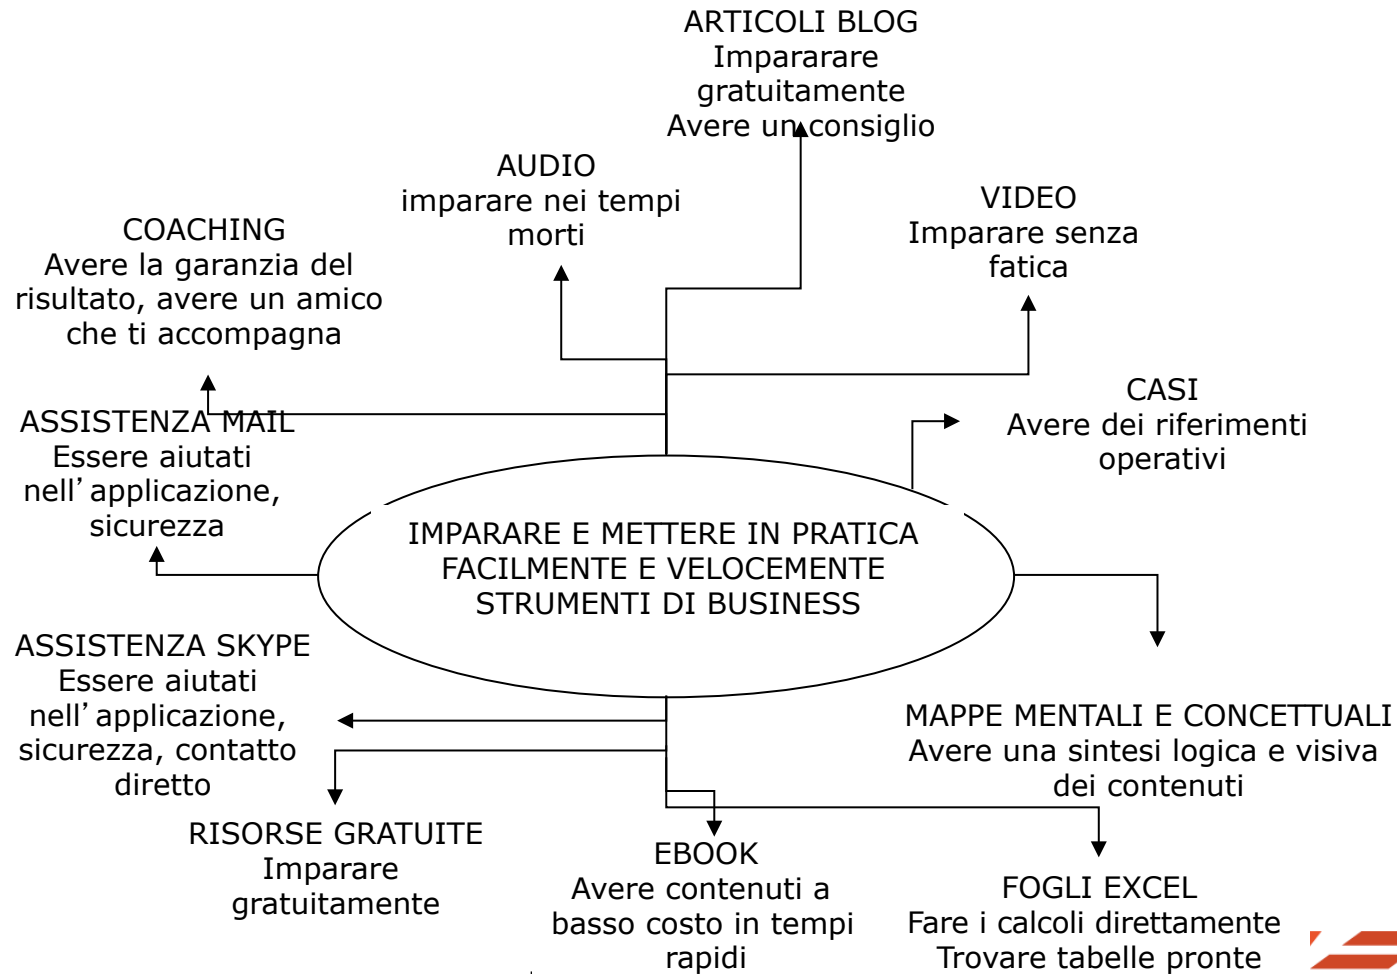 ARTICOLI BLOG
Impararare
gratuitamente
Avere un consiglio
AUDIO
imparare nei tempi
morti
VIDEO
Imparare senza
fatica
COACHING
Avere la garanzia del
risultato, avere un amico
che ti accompagna
CASI
Avere dei riferimenti
operativi
ASSISTENZA MAIL
Essere aiutati
nell’applicazione,
sicurezza
IMPARARE E METTERE IN PRATICA
FACILMENTE E VELOCEMENTE
STRUMENTI DI BUSINESS
ASSISTENZA SKYPE
Essere aiutati
nell’applicazione,
sicurezza, contatto
diretto
MAPPE MENTALI E CONCETTUALI
Avere una sintesi logica e visiva
dei contenuti
RISORSE GRATUITE
Imparare
gratuitamente
EBOOK
Avere contenuti a
basso costo in tempi
rapidi
FOGLI EXCEL
Fare i calcoli direttamente
Trovare tabelle pronte